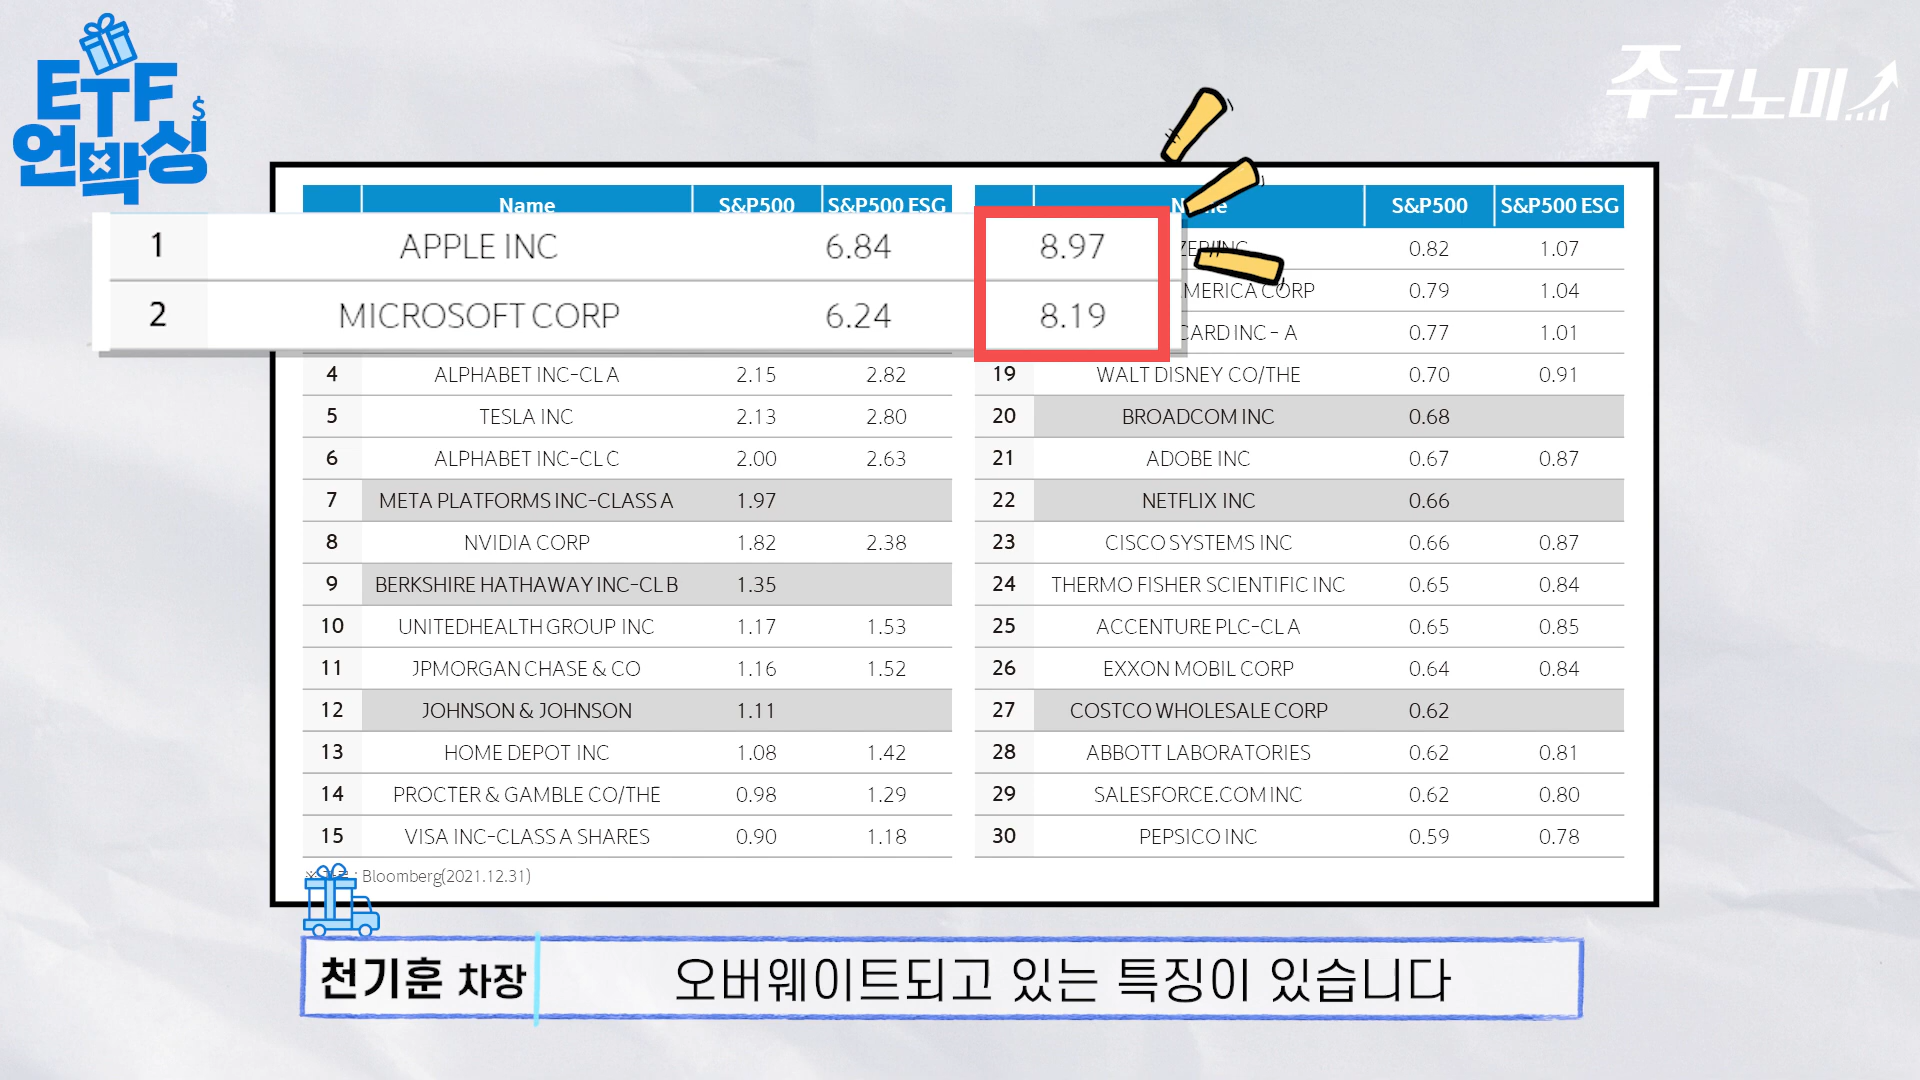 ETF
언박싱
$
주코노미
Name S&P500 S&P500 ESG
1 APPLE INC 6.84 8.97
2 MICROSOFT CORP 6.24 8.19
4 ALPHABET INC-CL A 2.15 2.82
5 TESLA INC 2.13 2.80
6 ALPHABET INC-CL C 2.00 2.63
7 META PLATFORMS INC-CLASS A 1.97
8 NVIDIA CORP 1.82 2.38
9 BERKSHIRE HATHAWAY INC-CL B 1.35
10 UNITEDHEALTH GROUP INC 1.17 1.53
11 JPMORGAN CHASE & CO 1.16 1.52
12 JOHNSON & JOHNSON 1.11
13 HOME DEPOT INC 1.08 1.42
14 PROCTER & GAMBLE CO/THE 0.98 1.29
15 VISA INC-CLASS A SHARES 0.90 1.18
S&P500 S&P500 ESG
INC 0.82 1.07
CORP 0.79 1.04
INC - A 0.77 1.01
19 WALT DISNEY CO/THE 0.70 0.91
20 BROADCOM INC 0.68
21 ADOBE INC 0.67 0.87
22 NETFLIX INC 0.66
23 CISCO SYSTEMS INC 0.66 0.87
24 THERMO FISHER SCIENTIFIC INC 0.65 0.84
25 ACCENTURE PLC-CL A 0.65 0.85
26 EXXON MOBIL CORP 0.64 0.84
27 COSTCO WHOLESALE CORP 0.62
28 ABBOTT LABORATORIES 0.62 0.81
29 SALESFORCE.COM INC 0.62 0.80
30 PEPSICO INC 0.59 0.78
: Bloomberg(2021.12.31)
천기훈 차장 오버웨이트되고 있는 특징이 있습니다